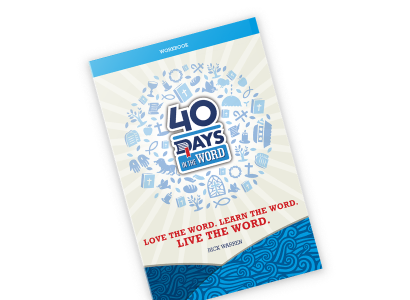 WORKBOOK
40
DAYS
IN THE WORD
LOVE THE WORD. LEARN THE WORD.
LIVE THE WORD.
RICK WARREN